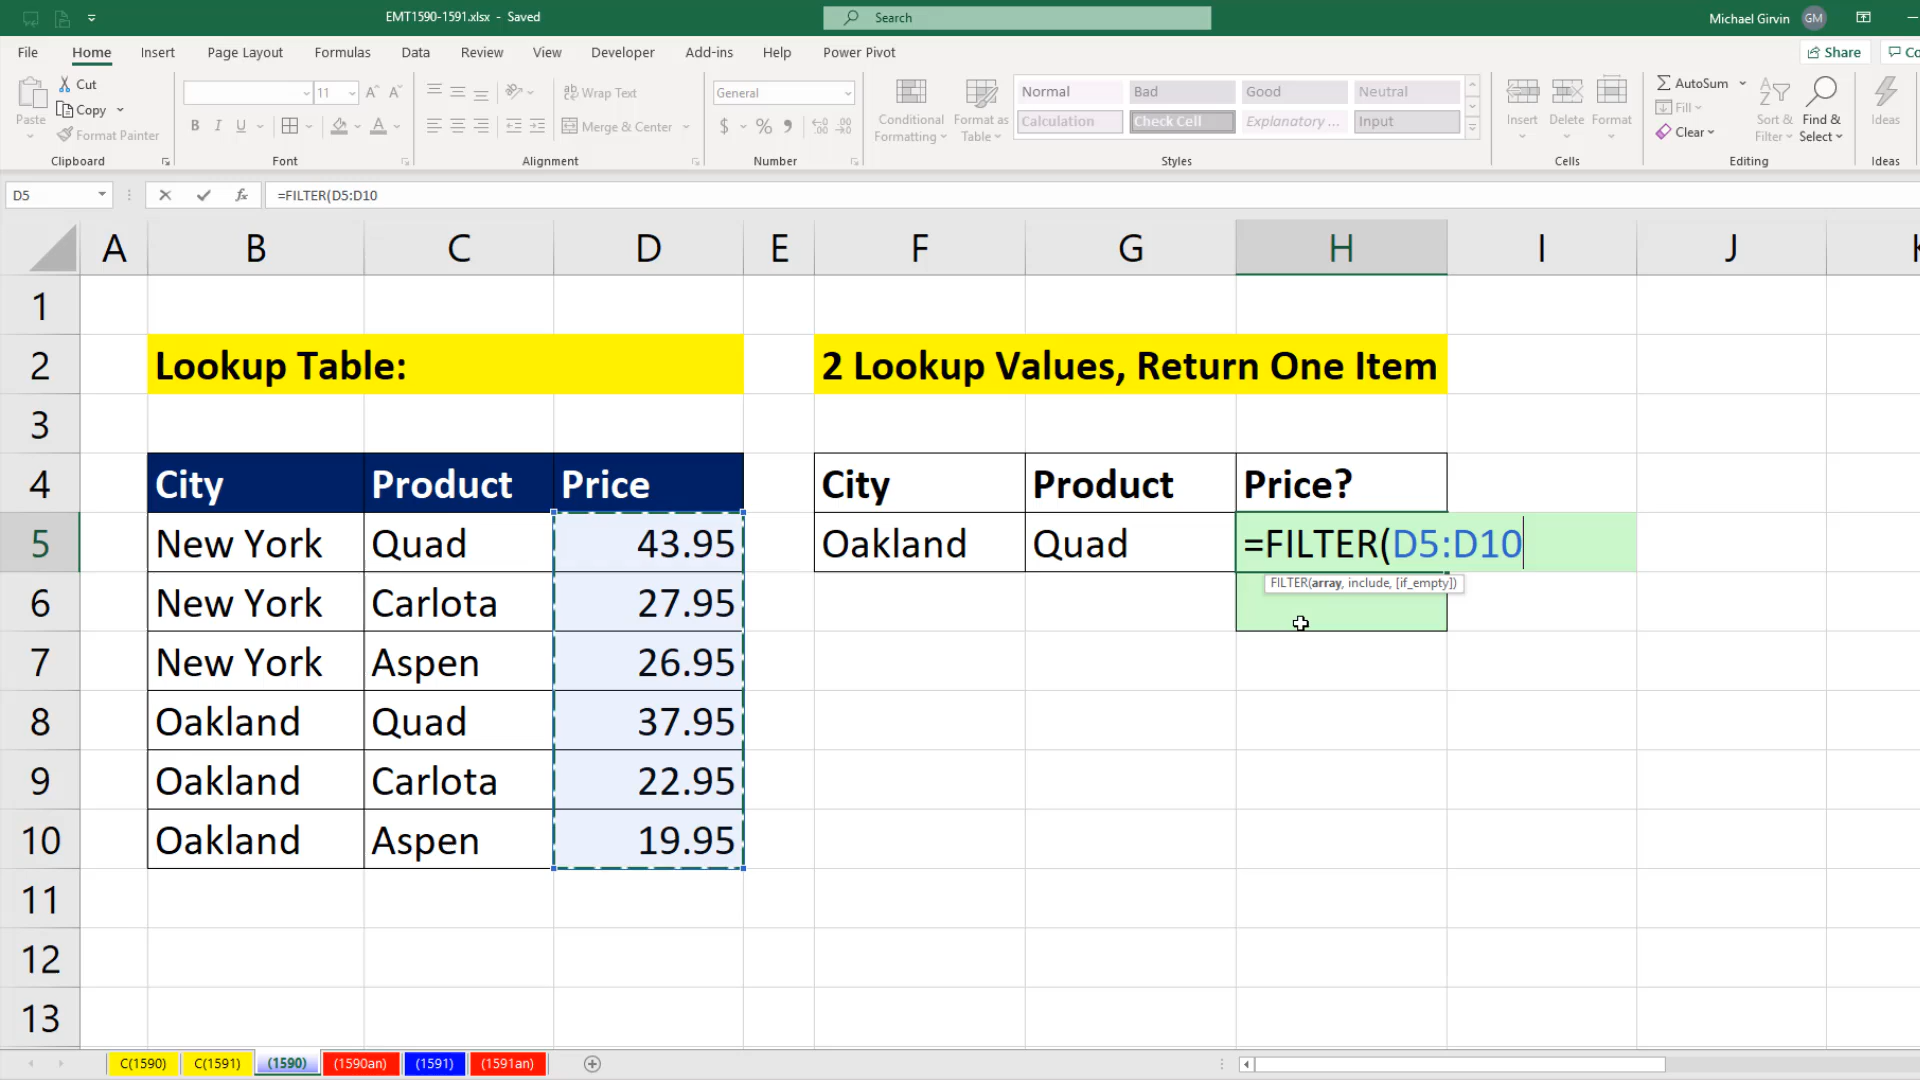 EMT1590-1591.xlsx - Saved
Search
Michael Girvin GM
File Home Insert Page Layout Formulas Data Review View Developer Add-ins Help Power Pivot Share
Paste
Cut
Copy
Format Painter
Clipboard
11
B I U
Font
Wrap Text
Merge & Center
Alignment
General
$ %
Number
Conditional Formatting
Format as Table
Normal Bad Good Neutral
Calculation Check Cell Explanatory ... Input
Styles
Insert Delete Format
Cells
AutoSum
Fill
Clear
Sort & Filter
Find & Select
Editing
Ideas
Ideas
D5 fx =FILTER(D5:D10
A B C D E F G H I J
1
2 Lookup Table: 2 Lookup Values, Return One Item
3
4 City Product Price City Product Price?
5 New York Quad 43.95 Oakland Quad =FILTER(D5:D10
FILTER(array, include, [if_empty])
6 New York Carlota 27.95
7 New York Aspen 26.95
8 Oakland Quad 37.95
9 Oakland Carlota 22.95
10 Oakland Aspen 19.95
11
12
13
C(1590) C(1591) (1590) (1590an) (1591) (1591an)